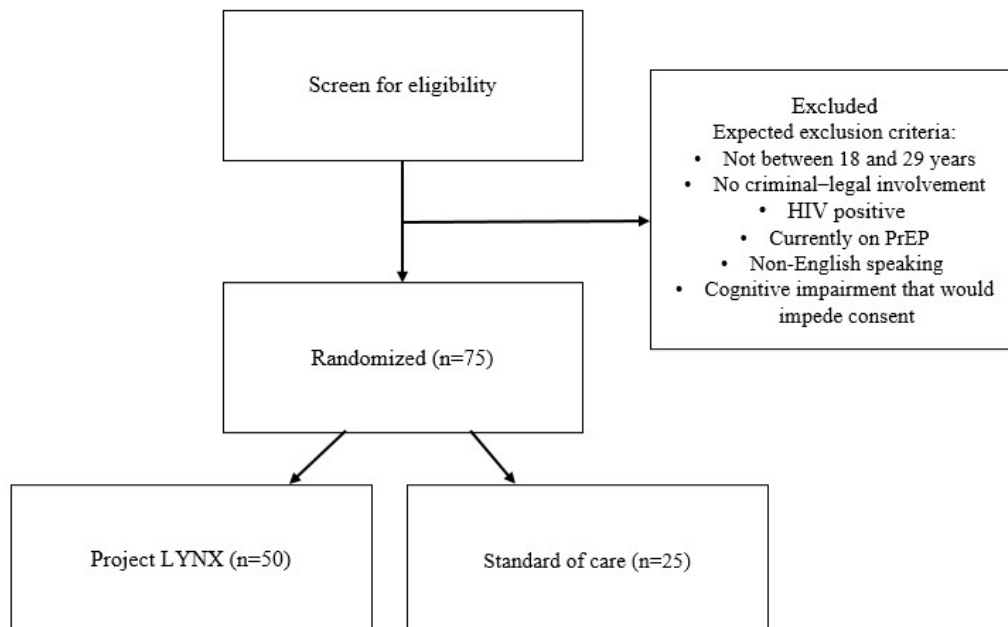 Screen for eligibility
Excluded
Expected exclusion criteria:
• Not between 18 and 29 years
• No criminal–legal involvement
• HIV positive
• Currently on PrEP
• Non-English speaking
• Cognitive impairment that would
impede consent
Randomized (n=75)
Project LYNX (n=50)
Standard of care (n=25)